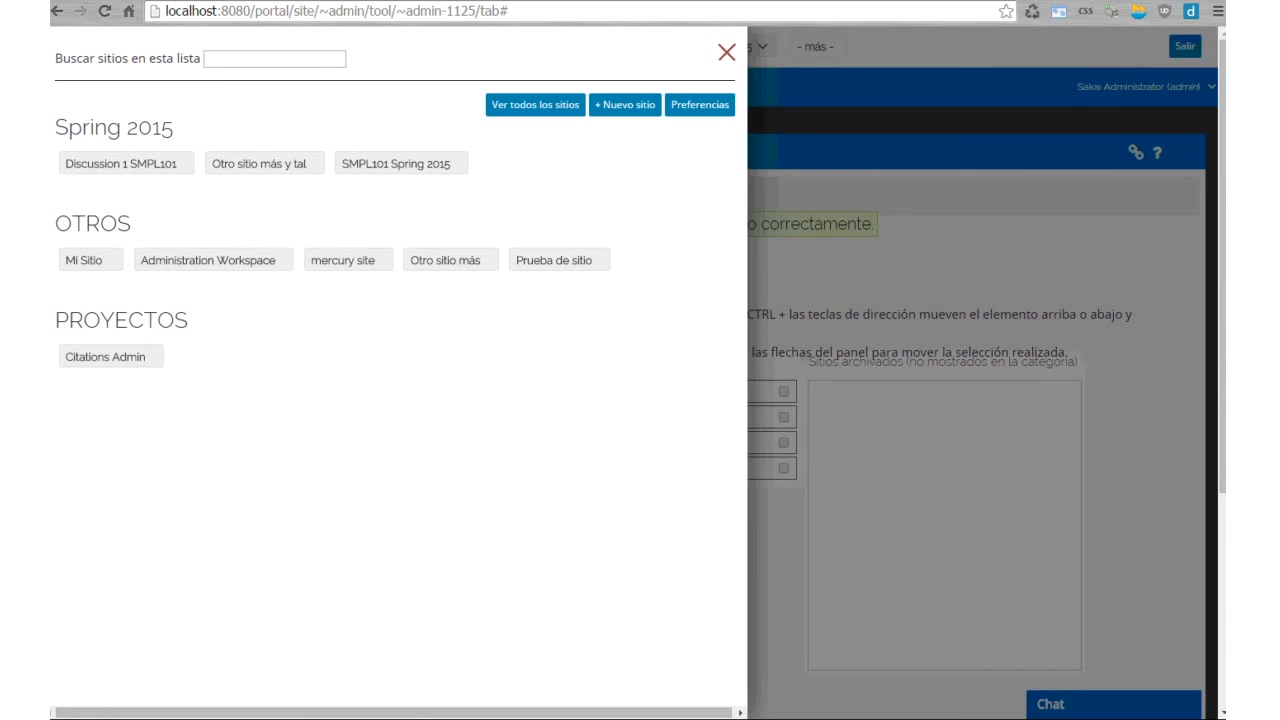 localhost:8080/portal/site/~admin/tool/~admin-1125/tab#
CSS
Buscar sitios en esta lista
- más -
Salir
Sakai Administrator (admin)
Ver todos los sitios
+ Nuevo sitio
Preferencias
Spring 2015
Discussion 1 SMPL101
Otro sitio más y tal
SMPL101 Spring 2015
?
OTROS
o correctamente.
Mi Sitio
Administration Workspace
mercury site
Otro sitio más
Prueba de sitio
PROYECTOS
CTRL + las teclas de dirección mueven el elemento arriba o abajo y
Citations Admin
las flechas del panel para mover la selección realizada.
Sitios archivados (no mostrados en la categoría)
Chat